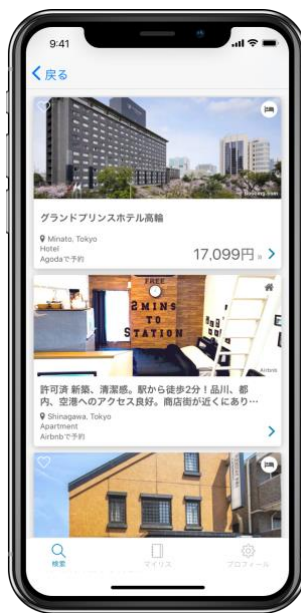 9:41
戻る
グランドプリンスホテル高輪
Minato, Tokyo
Hotel
Agodaで予約
17,099円
FREE
2 MINS
TO
STATION
Airbnb
許可済 新築、清潔感。駅から徒歩2分！品川、都
内、空港へのアクセス良好。商店街が近くにあり…
Shinagawa, Tokyo
Apartment
Airbnbで予約
検索
マイリス
プロフィール